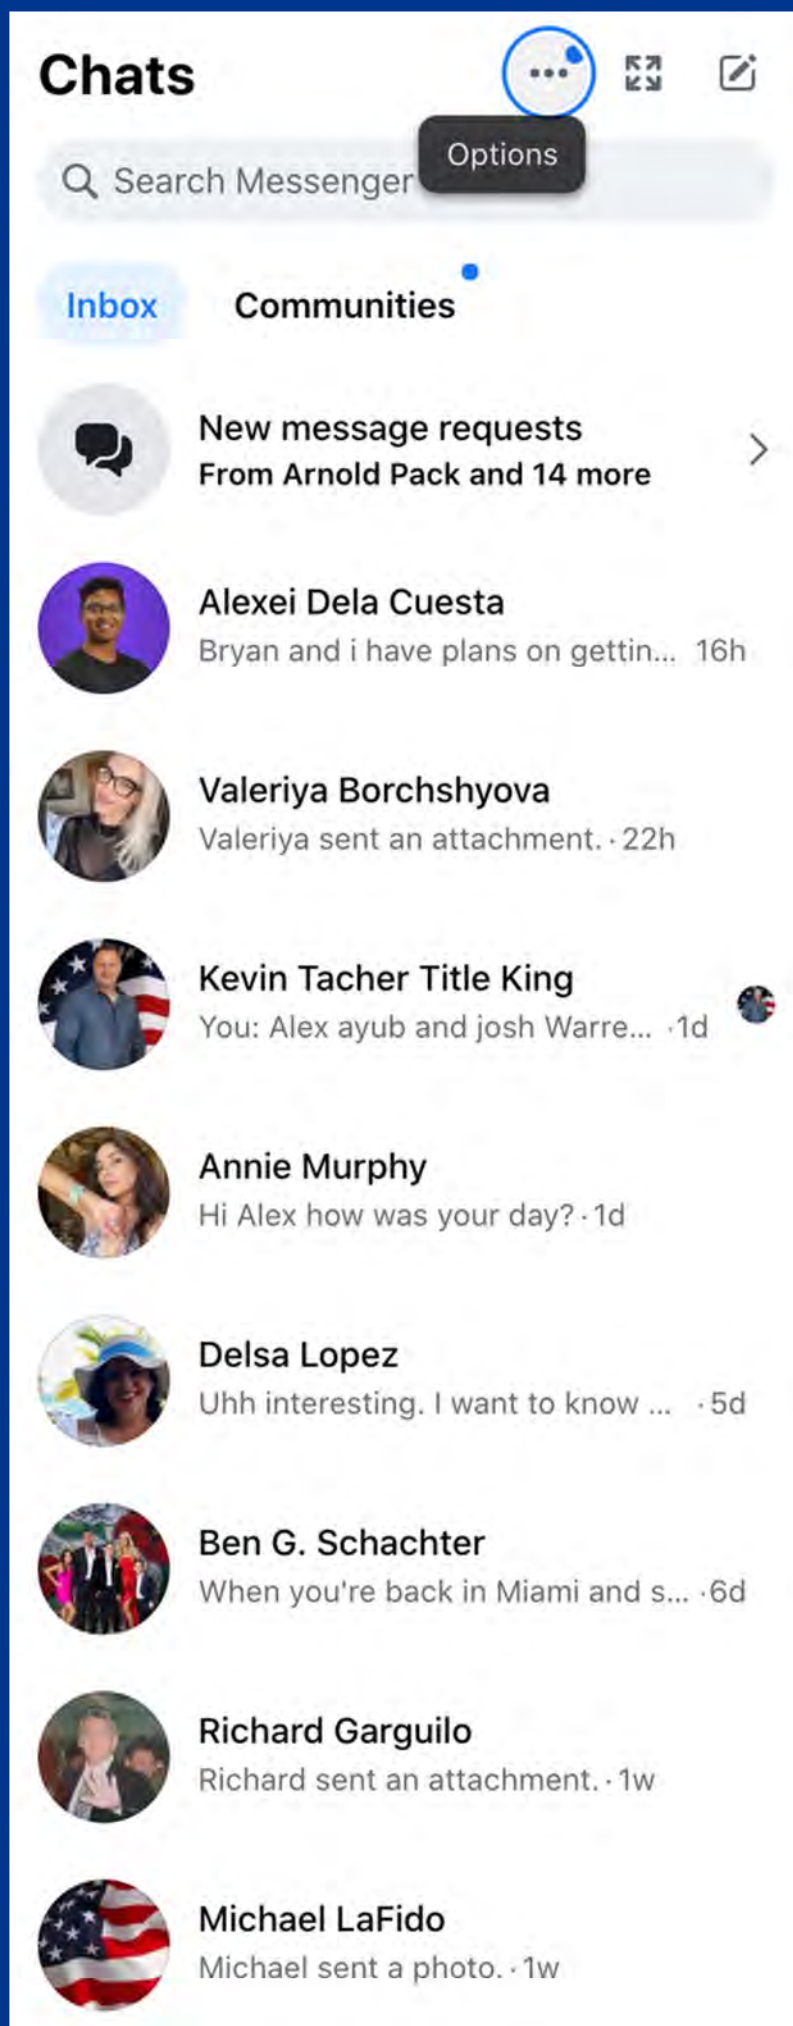 Chats
Options
Search Messenger
Inbox Communities
New message requests
From Arnold Pack and 14 more
Alexei Dela Cuesta
Bryan and i have plans on gettin... 16h
Valeriya Borchshyova
Valeriya sent an attachment. · 22h
Kevin Tacher Title King
You: Alex ayub and josh Warre... · 1d
Annie Murphy
Hi Alex how was your day? · 1d
Delsa Lopez
Uhh interesting. I want to know ... · 5d
Ben G. Schachter
When you're back in Miami and s... · 6d
Richard Garguilo
Richard sent an attachment. · 1w
Michael LaFido
Michael sent a photo. · 1w